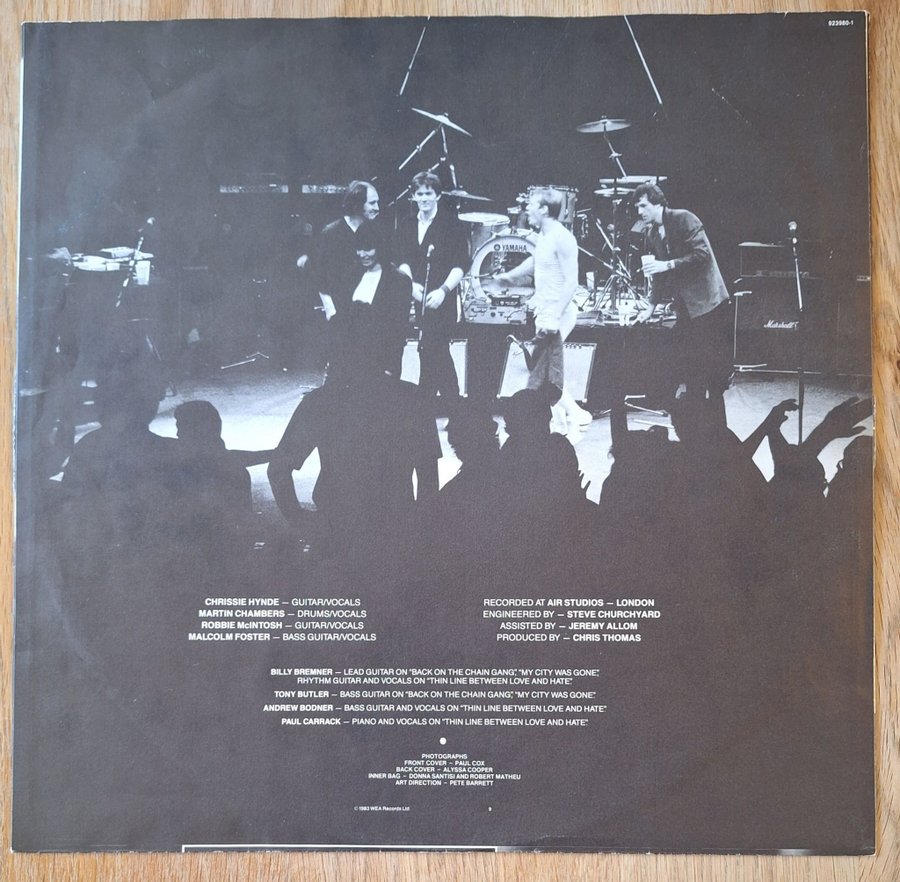 923980-1
YAMAHA
Marshall
CHRISSIE HYNDE — GUITAR/VOCALS
MARTIN CHAMBERS — DRUMS/VOCALS
ROBBIE McINTOSH — GUITAR/VOCALS
MALCOLM FOSTER — BASS GUITAR/VOCALS
RECORDED AT AIR STUDIOS — LONDON
ENGINEERED BY — STEVE CHURCHYARD
ASSISTED BY — JEREMY ALLOM
PRODUCED BY — CHRIS THOMAS
BILLY BREMNER — LEAD GUITAR ON "BACK ON THE CHAIN GANG", "MY CITY WAS GONE",
RHYTHM GUITAR AND VOCALS ON "THIN LINE BETWEEN LOVE AND HATE".
TONY BUTLER — BASS GUITAR ON "BACK ON THE CHAIN GANG", "MY CITY WAS GONE".
ANDREW BODNER — BASS GUITAR AND VOCALS ON "THIN LINE BETWEEN LOVE AND HATE"
PAUL CARRACK — PIANO AND VOCALS ON "THIN LINE BETWEEN LOVE AND HATE".
PHOTOGRAPHS
FRONT COVER — PAUL COX
BACK COVER — ALYSSA COOPER
INNER BAG — DONNA SANTISI AND ROBERT MATHEU
ART DIRECTION — PETE BARRETT
© 1983 WEA Records Ltd
9